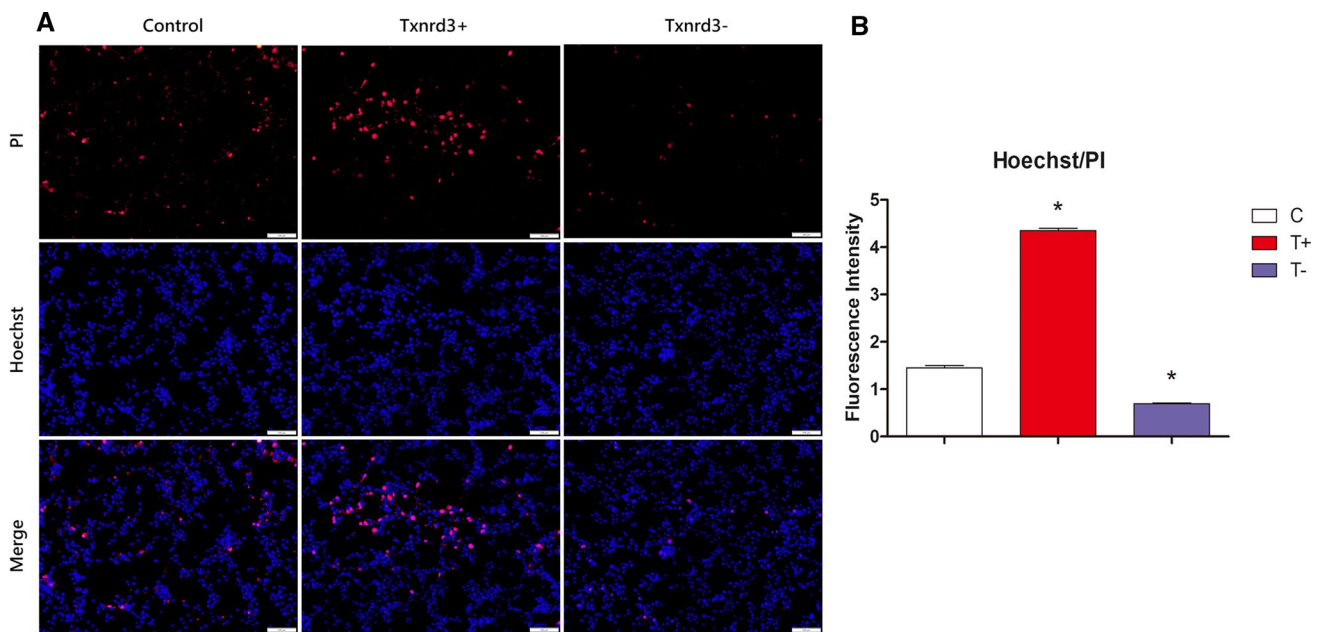 A
Control
Txnrd3+
Txnrd3-
PI
Hoechst
Merge
B
Hoechst/PI
Fluorescence Intensity
5
4
3
2
1
0
*
*
C
T+
T-